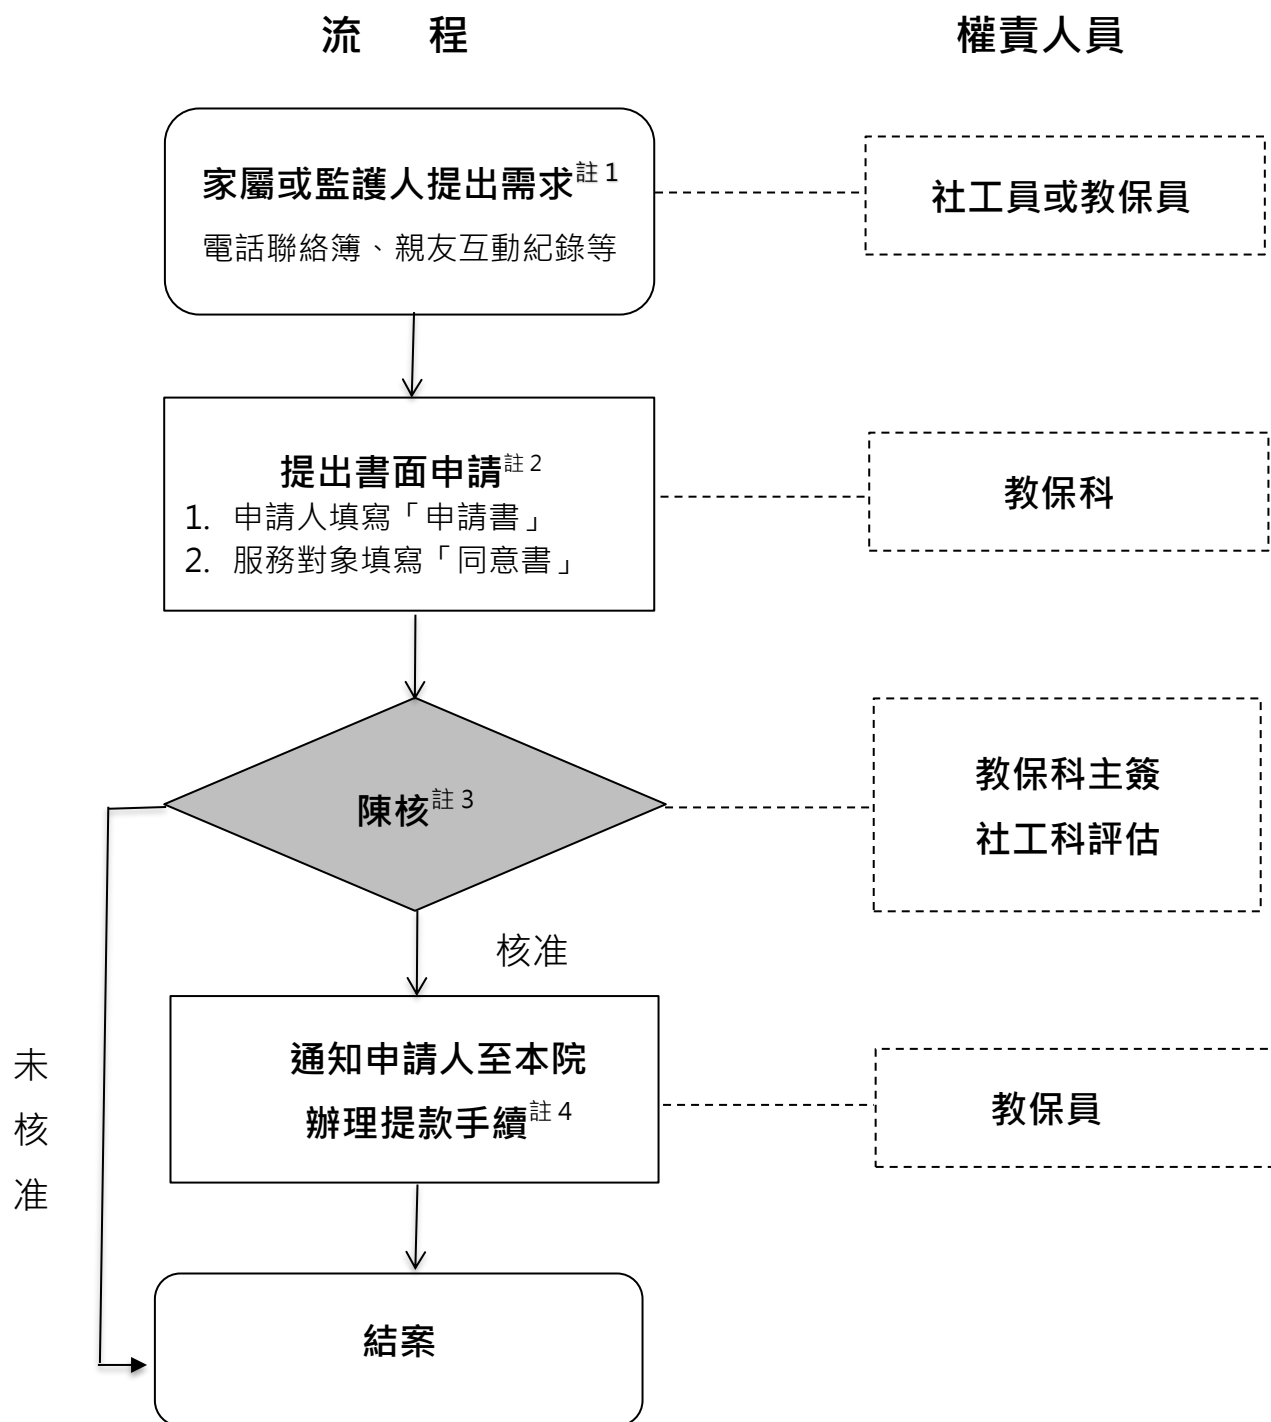 流 程
權責人員
家屬或監護人提出需求註 1
電話聯絡簿、親友互動紀錄等
社工員或教保員
提出書面申請註 2
1. 申請人填寫「申請書」
2. 服務對象填寫「同意書」
教保科
陳核註 3
教保科主簽
社工科評估
核准
未核准
通知申請人至本院
辦理提款手續註 4
教保員
結案